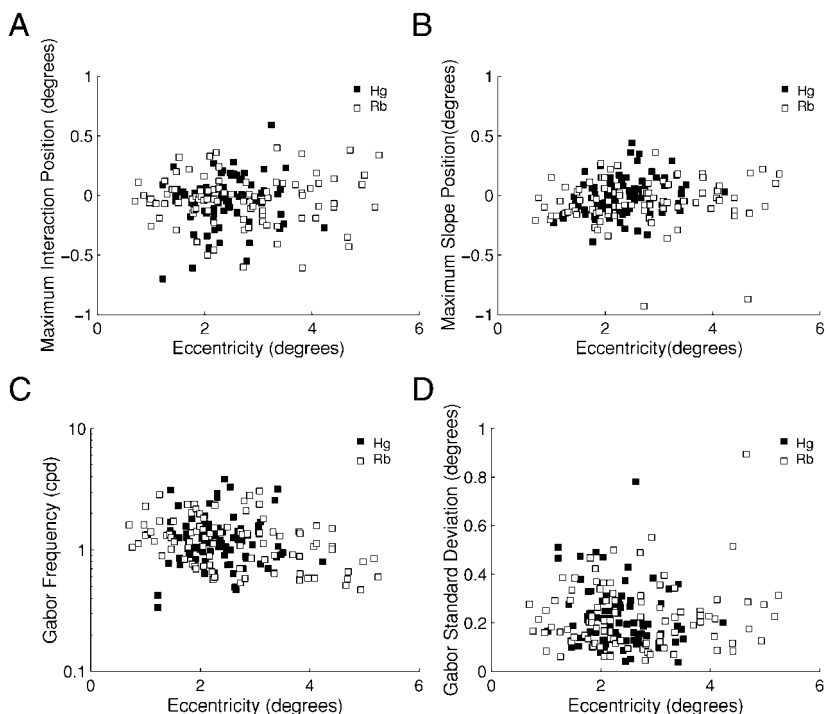 A
Maximum Interaction Position (degrees)
1
0.5
0
−0.5
−1
0 2 4 6
Eccentricity (degrees)
Hg
Rb
B
Maximum Slope Position(degrees)
1
0.5
0
−0.5
−1
0 2 4 6
Eccentricity(degrees)
Hg
Rb
C
Gabor Frequency (cpd)
10
1
0.1
0 2 4 6
Eccentricity (degrees)
Hg
Rb
D
Gabor Standard Deviation (degrees)
1
0.8
0.6
0.4
0.2
0
0 2 4 6
Eccentricity (degrees)
Hg
Rb